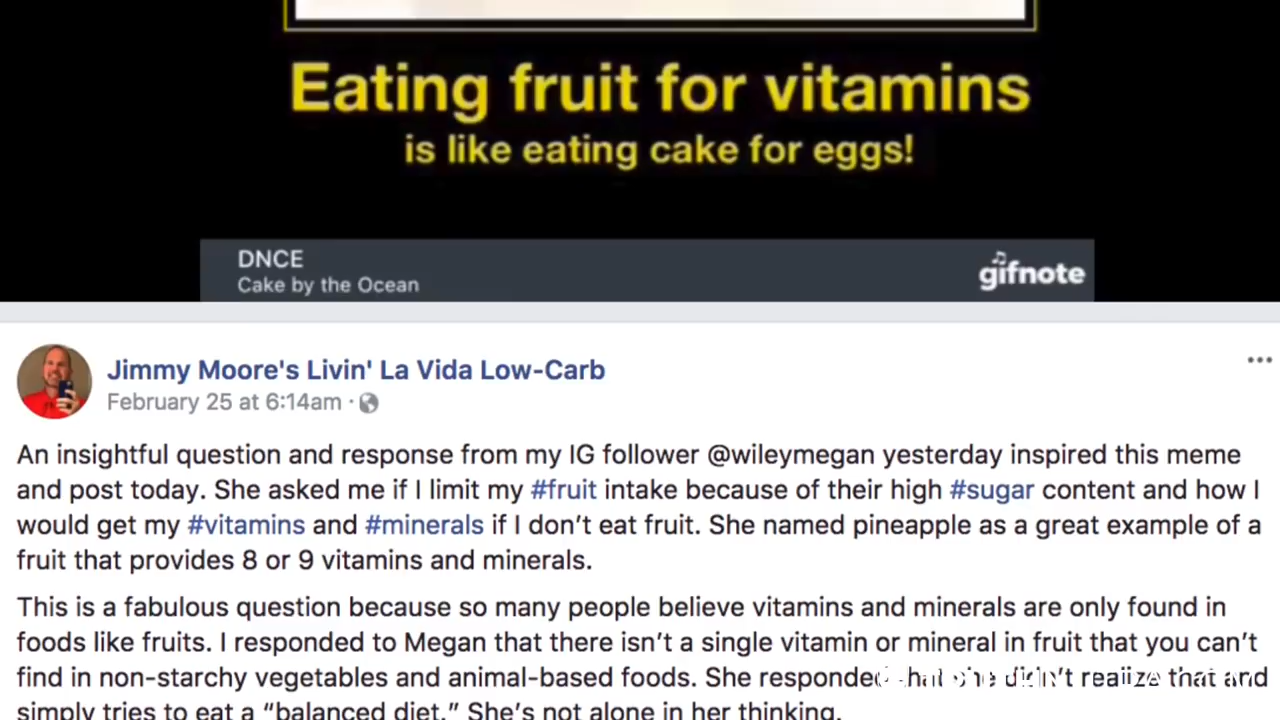 Eating fruit for vitamins
is like eating cake for eggs!
DNCE
Cake by the Ocean
gifnote
Jimmy Moore's Livin' La Vida Low-Carb
February 25 at 6:14am
An insightful question and response from my IG follower @wileymegan yesterday inspired this meme
and post today. She asked me if I limit my #fruit intake because of their high #sugar content and how I
would get my #vitamins and #minerals if I don’t eat fruit. She named pineapple as a great example of a
fruit that provides 8 or 9 vitamins and minerals.
This is a fabulous question because so many people believe vitamins and minerals are only found in
foods like fruits. I responded to Megan that there isn’t a single vitamin or mineral in fruit that you can’t
find in non-starchy vegetables and animal-based foods. She responded that she didn’t realize that and
simply tries to eat a “balanced diet.” She’s not alone in her thinking.